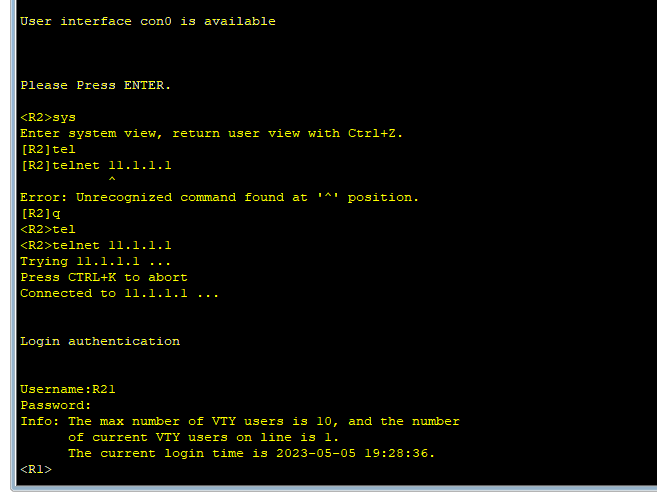 User interface con0 is available
Please Press ENTER.
<R2>sys
Enter system view, return user view with Ctrl+Z.
[R2]tel
[R2]telnet 11.1.1.1
^
Error: Unrecognized command found at '^' position.
[R2]q
<R2>tel
<R2>telnet 11.1.1.1
Trying 11.1.1.1 ...
Press CTRL+K to abort
Connected to 11.1.1.1 ...
Login authentication
Username:R21
Password:
Info: The max number of VTY users is 10, and the number
of current VTY users on line is 1.
The current login time is 2023-05-05 19:28:36.
<R1>